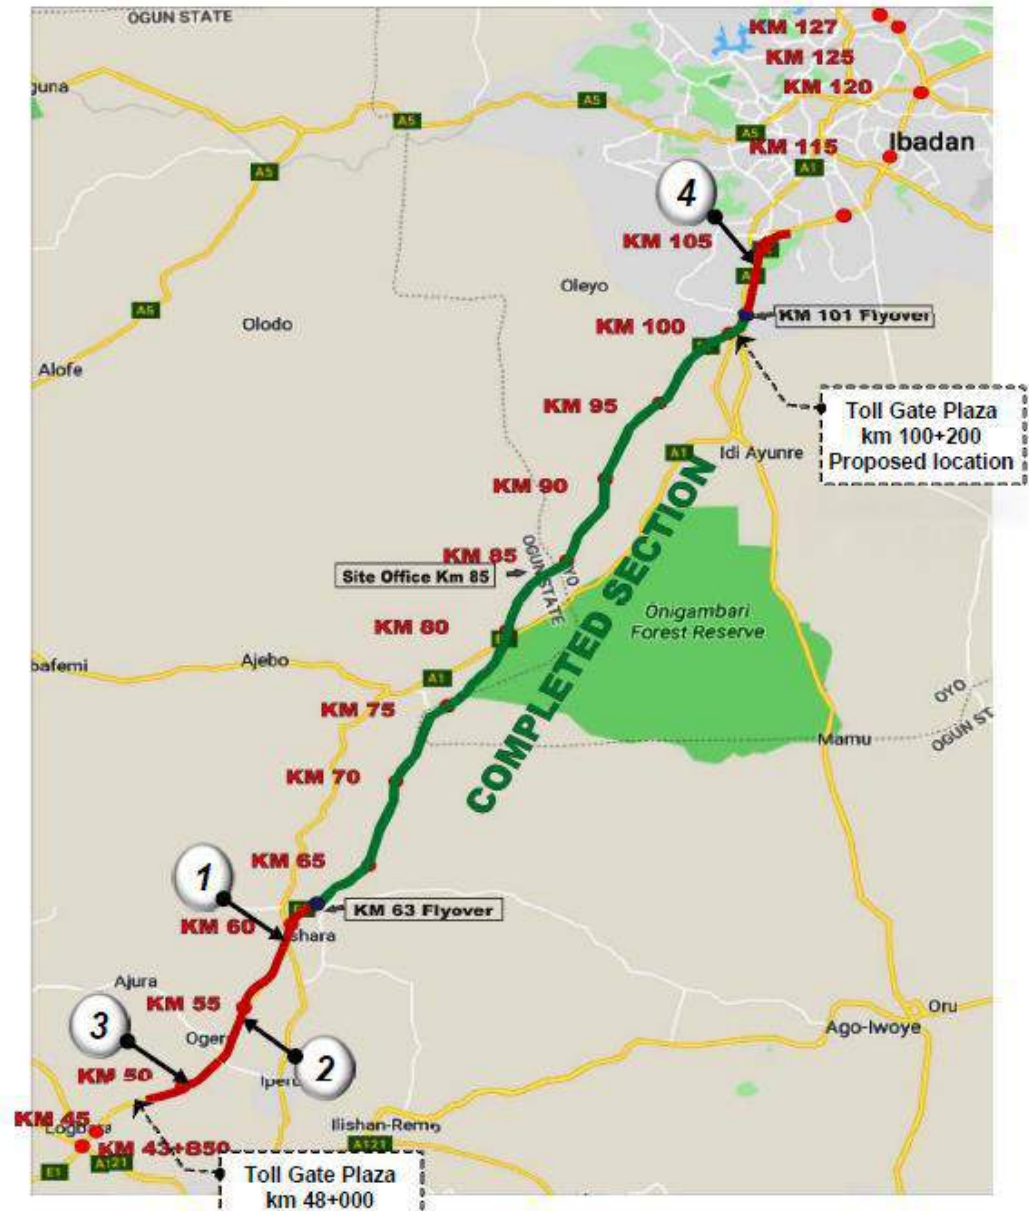 OGUN STATE
KM 127
KM 125
A5
KM 120
A5
A5
KM 115
Ibadan
A5
A1
4
KM 105
Oleyo
A5
Olodo
KM 101 Flyover
KM 100
Alofe
KM 95
Toll Gate Plaza
km 100+200
Proposed location
A1
Idi Ayunre
KM 90
COMPLETED SECTION
KM 85
Site Office Km 85
OGUN STATE
OYO
Onigambari
Forest Reserve
KM 80
bafemi
Ajebo
A1
OYO
OGUN ST
KM 75
Mamu
KM 70
KM 65
1
KM 63 Flyover
KM 60
shara
Ajura
KM 55
3
Oger
2
Oru
Ago-Iwoye
KM 50
Iperu
KM 45
Ilishan-Remo
KM 43+850
A121
E1
A121
Toll Gate Plaza
km 48+000